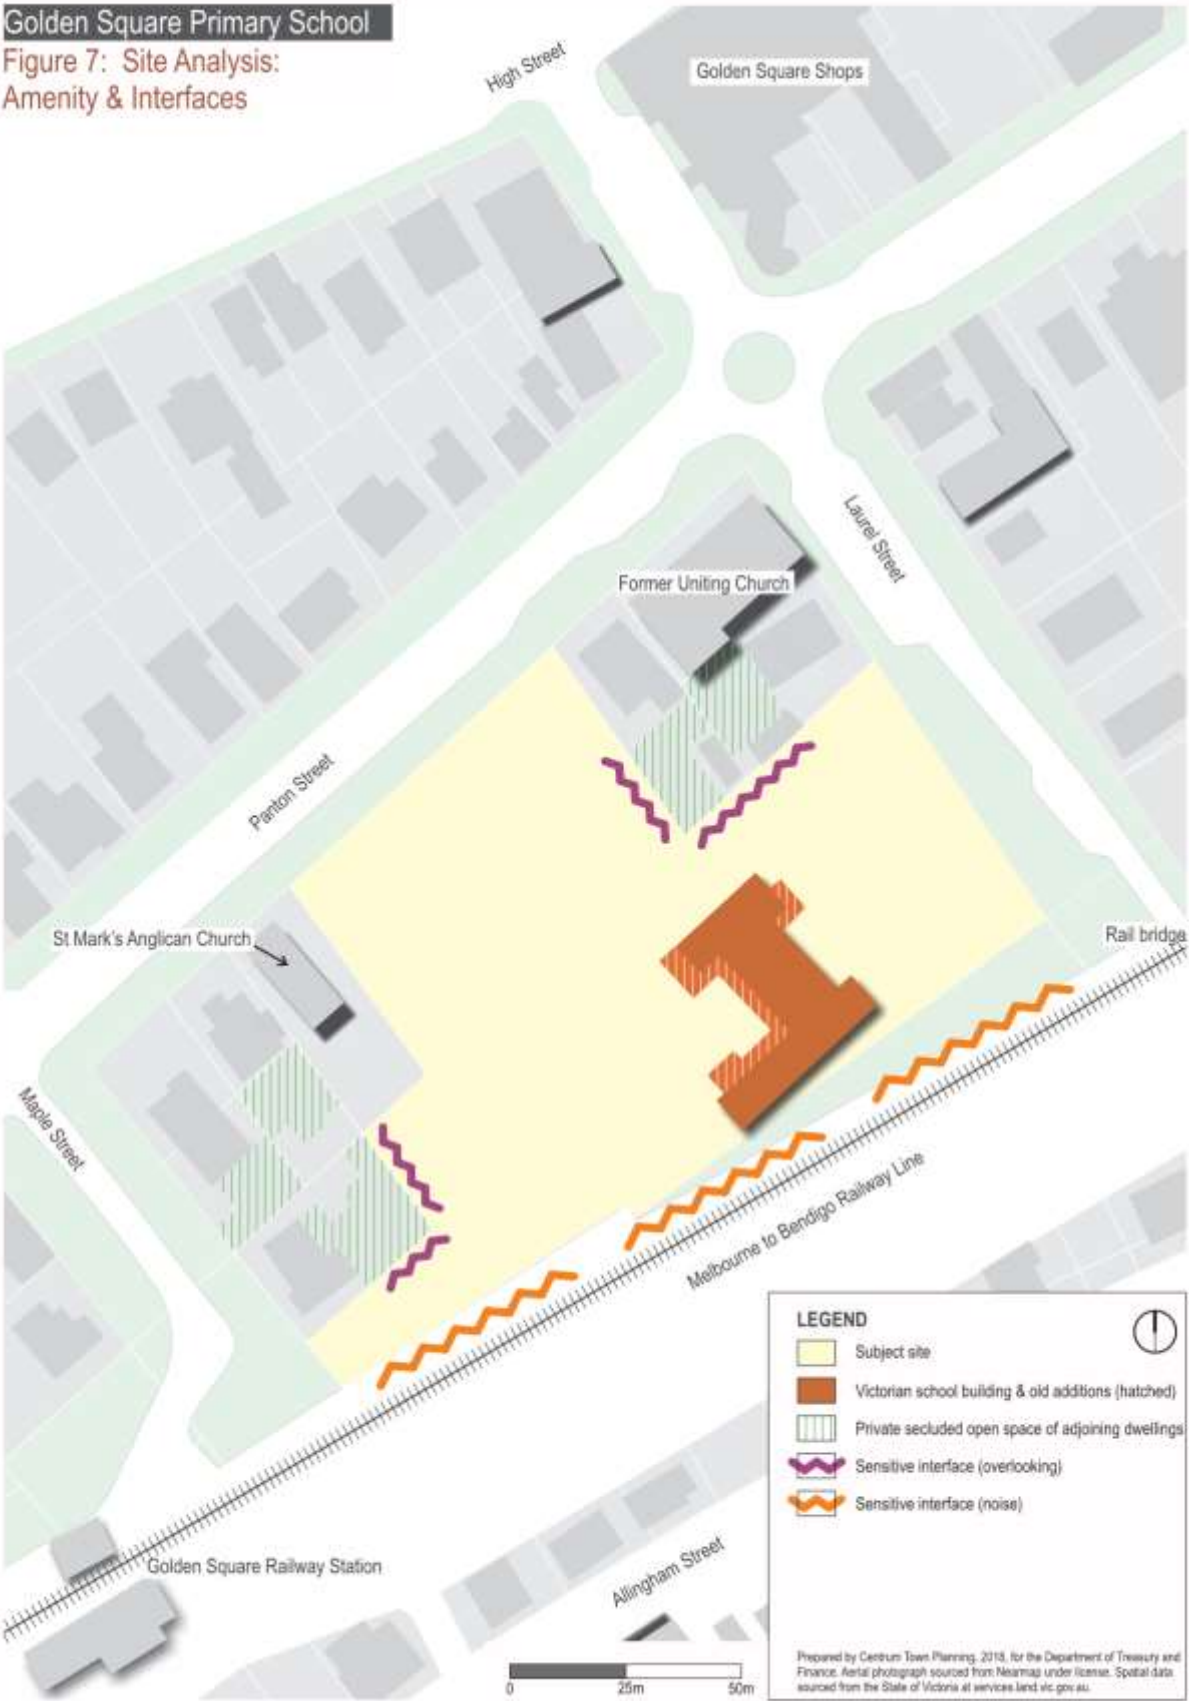 Golden Square Primary School
Figure 7: Site Analysis:
Amenity & Interfaces
High Street
Golden Square Shops
Laurel Street
Former Uniting Church
Panton Street
St Mark's Anglican Church
Rail bridge
Maple Street
Melbourne to Bendigo Railway Line
LEGEND
Subject site
Victorian school building & old additions (hatched)
Private secluded open space of adjoining dwellings
Sensitive interface (overlooking)
Sensitive interface (noise)
Golden Square Railway Station
Allingham Street
0 25m 50m
Prepared by Centrum Town Planning, 2018, for the Department of Treasury and
Finance. Aerial photograph sourced from Nearmap under license. Spatial data
sourced from the State of Victoria at services.land.vic.gov.au.